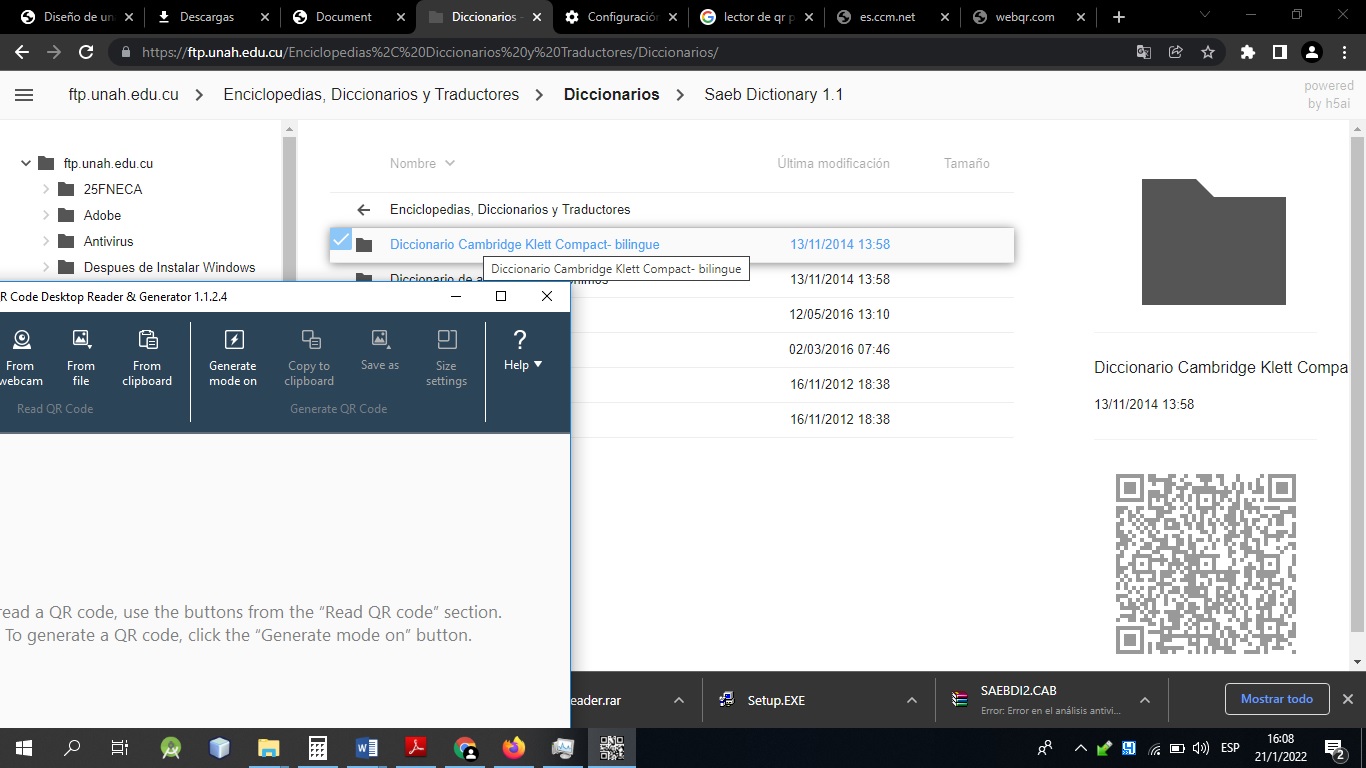 Diseño de un
Descargas
Document
Diccionarios -
Configuración
lector de qr p
es.ccm.net
webqr.com
https://ftp.unah.edu.cu/Enciclopedias%2C%20Diccionarios%20y%20Traductores/Diccionarios/
ftp.unah.edu.cu
Enciclopedias, Diccionarios y Traductores
Diccionarios
Saeb Dictionary 1.1
powered
by h5ai
ftp.unah.edu.cu
25FNECA
Adobe
Antivirus
Despues de Instalar Windows
Nombre
Última modificación
Tamaño
Enciclopedias, Diccionarios y Traductores
Diccionario Cambridge Klett Compact- bilingue
13/11/2014 13:58
Diccionario Cambridge Klett Compact- bilingue
Diccionario de a
13/11/2014 13:58
12/05/2016 13:10
02/03/2016 07:46
16/11/2012 18:38
16/11/2012 18:38
Diccionario Cambridge Klett Compa
13/11/2014 13:58
R Code Desktop Reader & Generator 1.1.2.4
From
webcam
From
file
From
clipboard
Read QR Code
Generate
mode on
Copy to
clipboard
Save as
Size
settings
Generate QR Code
?
Help
read a QR code, use the buttons from the “Read QR code” section.
To generate a QR code, click the “Generate mode on” button.
eader.rar
Setup.EXE
SAEBDI2.CAB
Error: Error en el análisis antivi...
Mostrar todo
ESP
16:08
21/1/2022
2